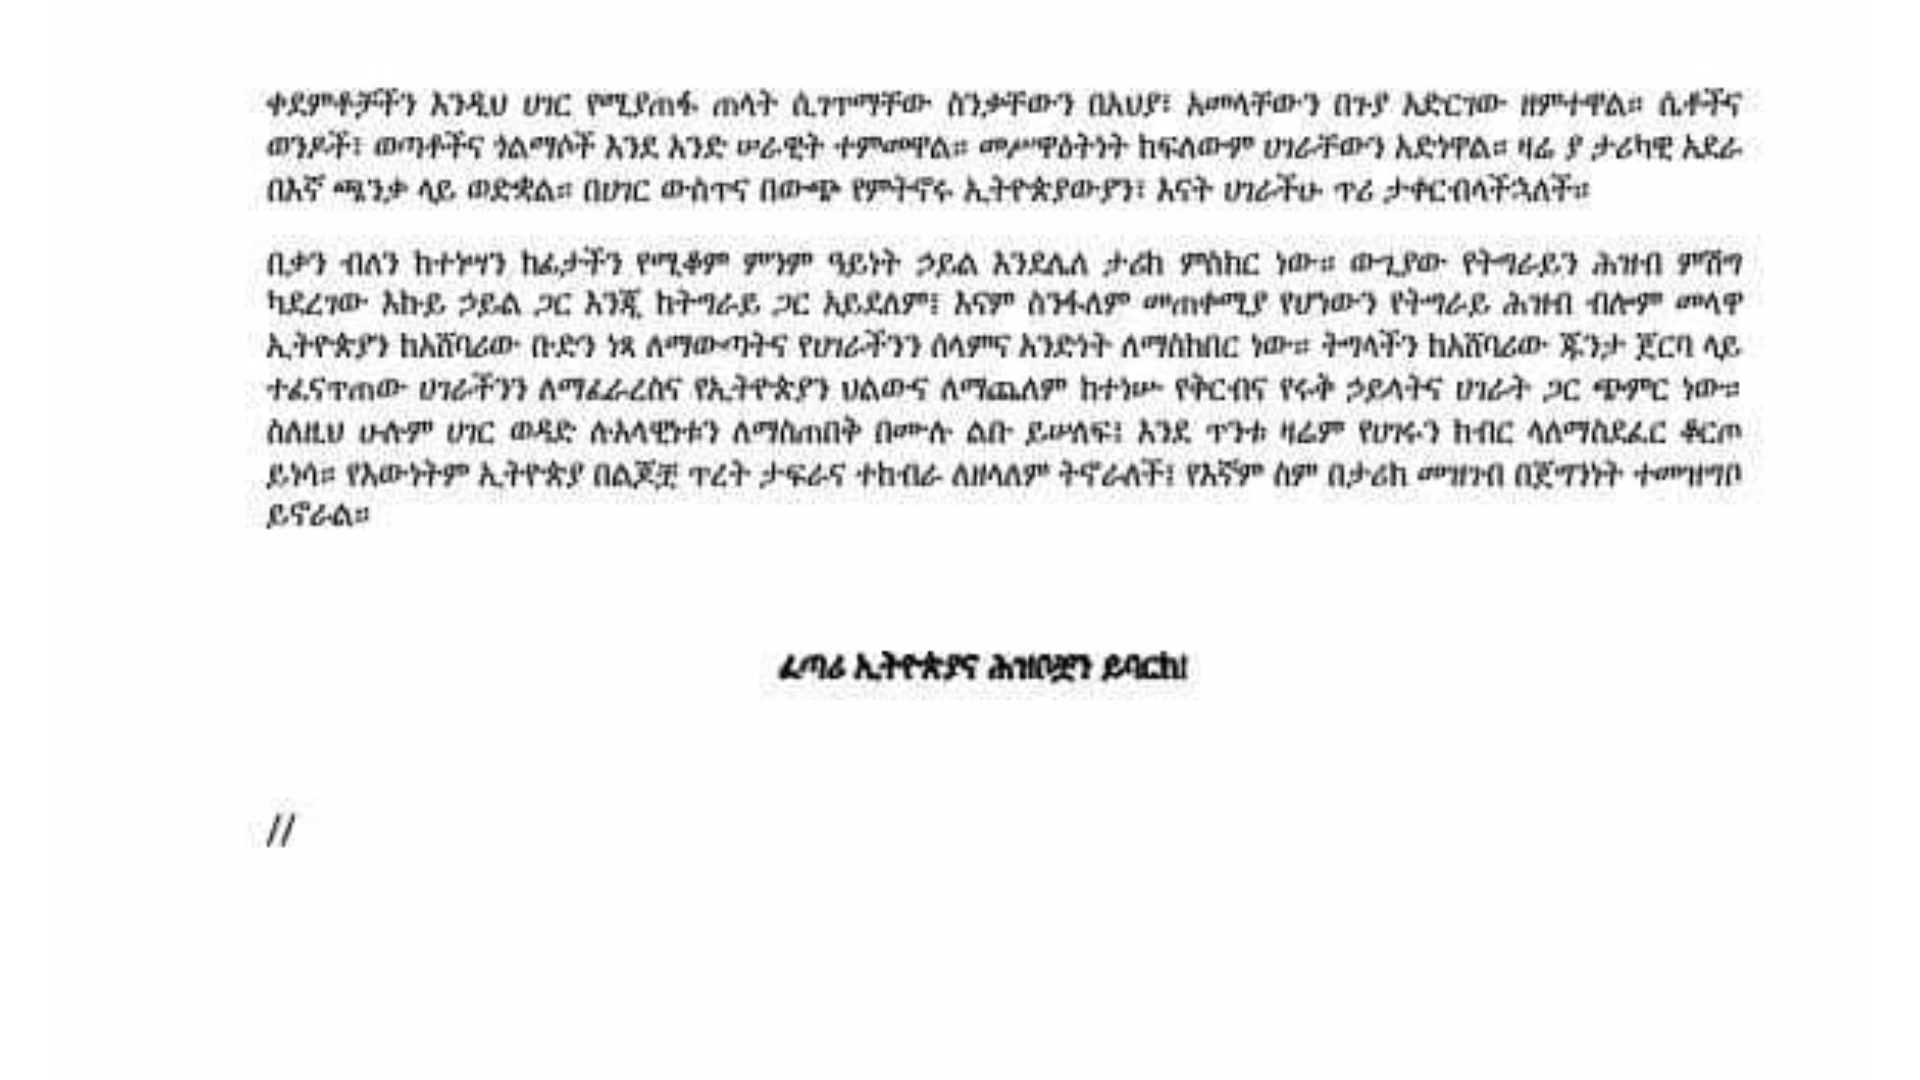 ቀደምቶቻችን እንዲህ ሀገር የሚያጠፋ ጠላት ሲገጥማቸው ስንቃቸውን በአህያ፣ አመላቸውን በጉያ አድርገው ዘምተዋል። ሴቶችና
ወንዶች፣ ወጣቶችና ጎልማሶች እንደ አንድ ሠራዊት ተምመዋል። መሥዋዕትነት ከፍለውም ሀገራቸውን አድነዋል። ዛሬ ያ ታሪካዊ አደራ
በእኛ ጫንቃ ላይ ወድቋል። በሀገር ውስጥና በውጭ የምትኖሩ ኢትዮጵያውያን፣ እናት ሀገራችሁ ጥሪ ታቀርብላችኋለች።
በቃን ብለን ከተነሣን ከፊታችን የሚቆም ምንም ዓይነት ኃይል እንደሌለ ታሪክ ምስክር ነው። ውጊያው የትግራይን ሕዝብ ምሽግ
ካደረገው እኩይ ኃይል ጋር እንጂ ከትግራይ ጋር አይደለም፤ እናም ስንፋለም መጠቀሚያ የሆነውን የትግራይ ሕዝብ ብሎም መላዋ
ኢትዮጵያን ከአሸባሪው ቡድን ነጻ ለማውጣትና የሀገራችንን ሰላምና አንድነት ለማስከበር ነው። ትግላችን ከአሸባሪው ጁንታ ጀርባ ላይ
ተፈናጥጠው ሀገራችንን ለማፈራረስና የኢትዮጵያን ህልውና ለማጨለም ከተነሡ የቅርብና የሩቅ ኃይላትና ሀገራት ጋር ጭምር ነው።
ስለዚህ ሁሉም ሀገር ወዳድ ሉአላዊነቱን ለማስጠበቅ በሙሉ ልቡ ይሠለፍ፤ እንደ ጥንቱ ዛሬም የሀገሩን ክብር ላለማስደፈር ቆርጦ
ይነሳ። የእውነትም ኢትዮጵያ በልጆቿ ጥረት ታፍራና ተከብራ ለዘላለም ትኖራለች፤ የእኛም ስም በታሪክ መዝገብ በጀግንነት ተመዝግቦ
ይኖራል።
ፈጣሪ ኢትዮጵያና ሕዝቦቿን ይባርክ!
//